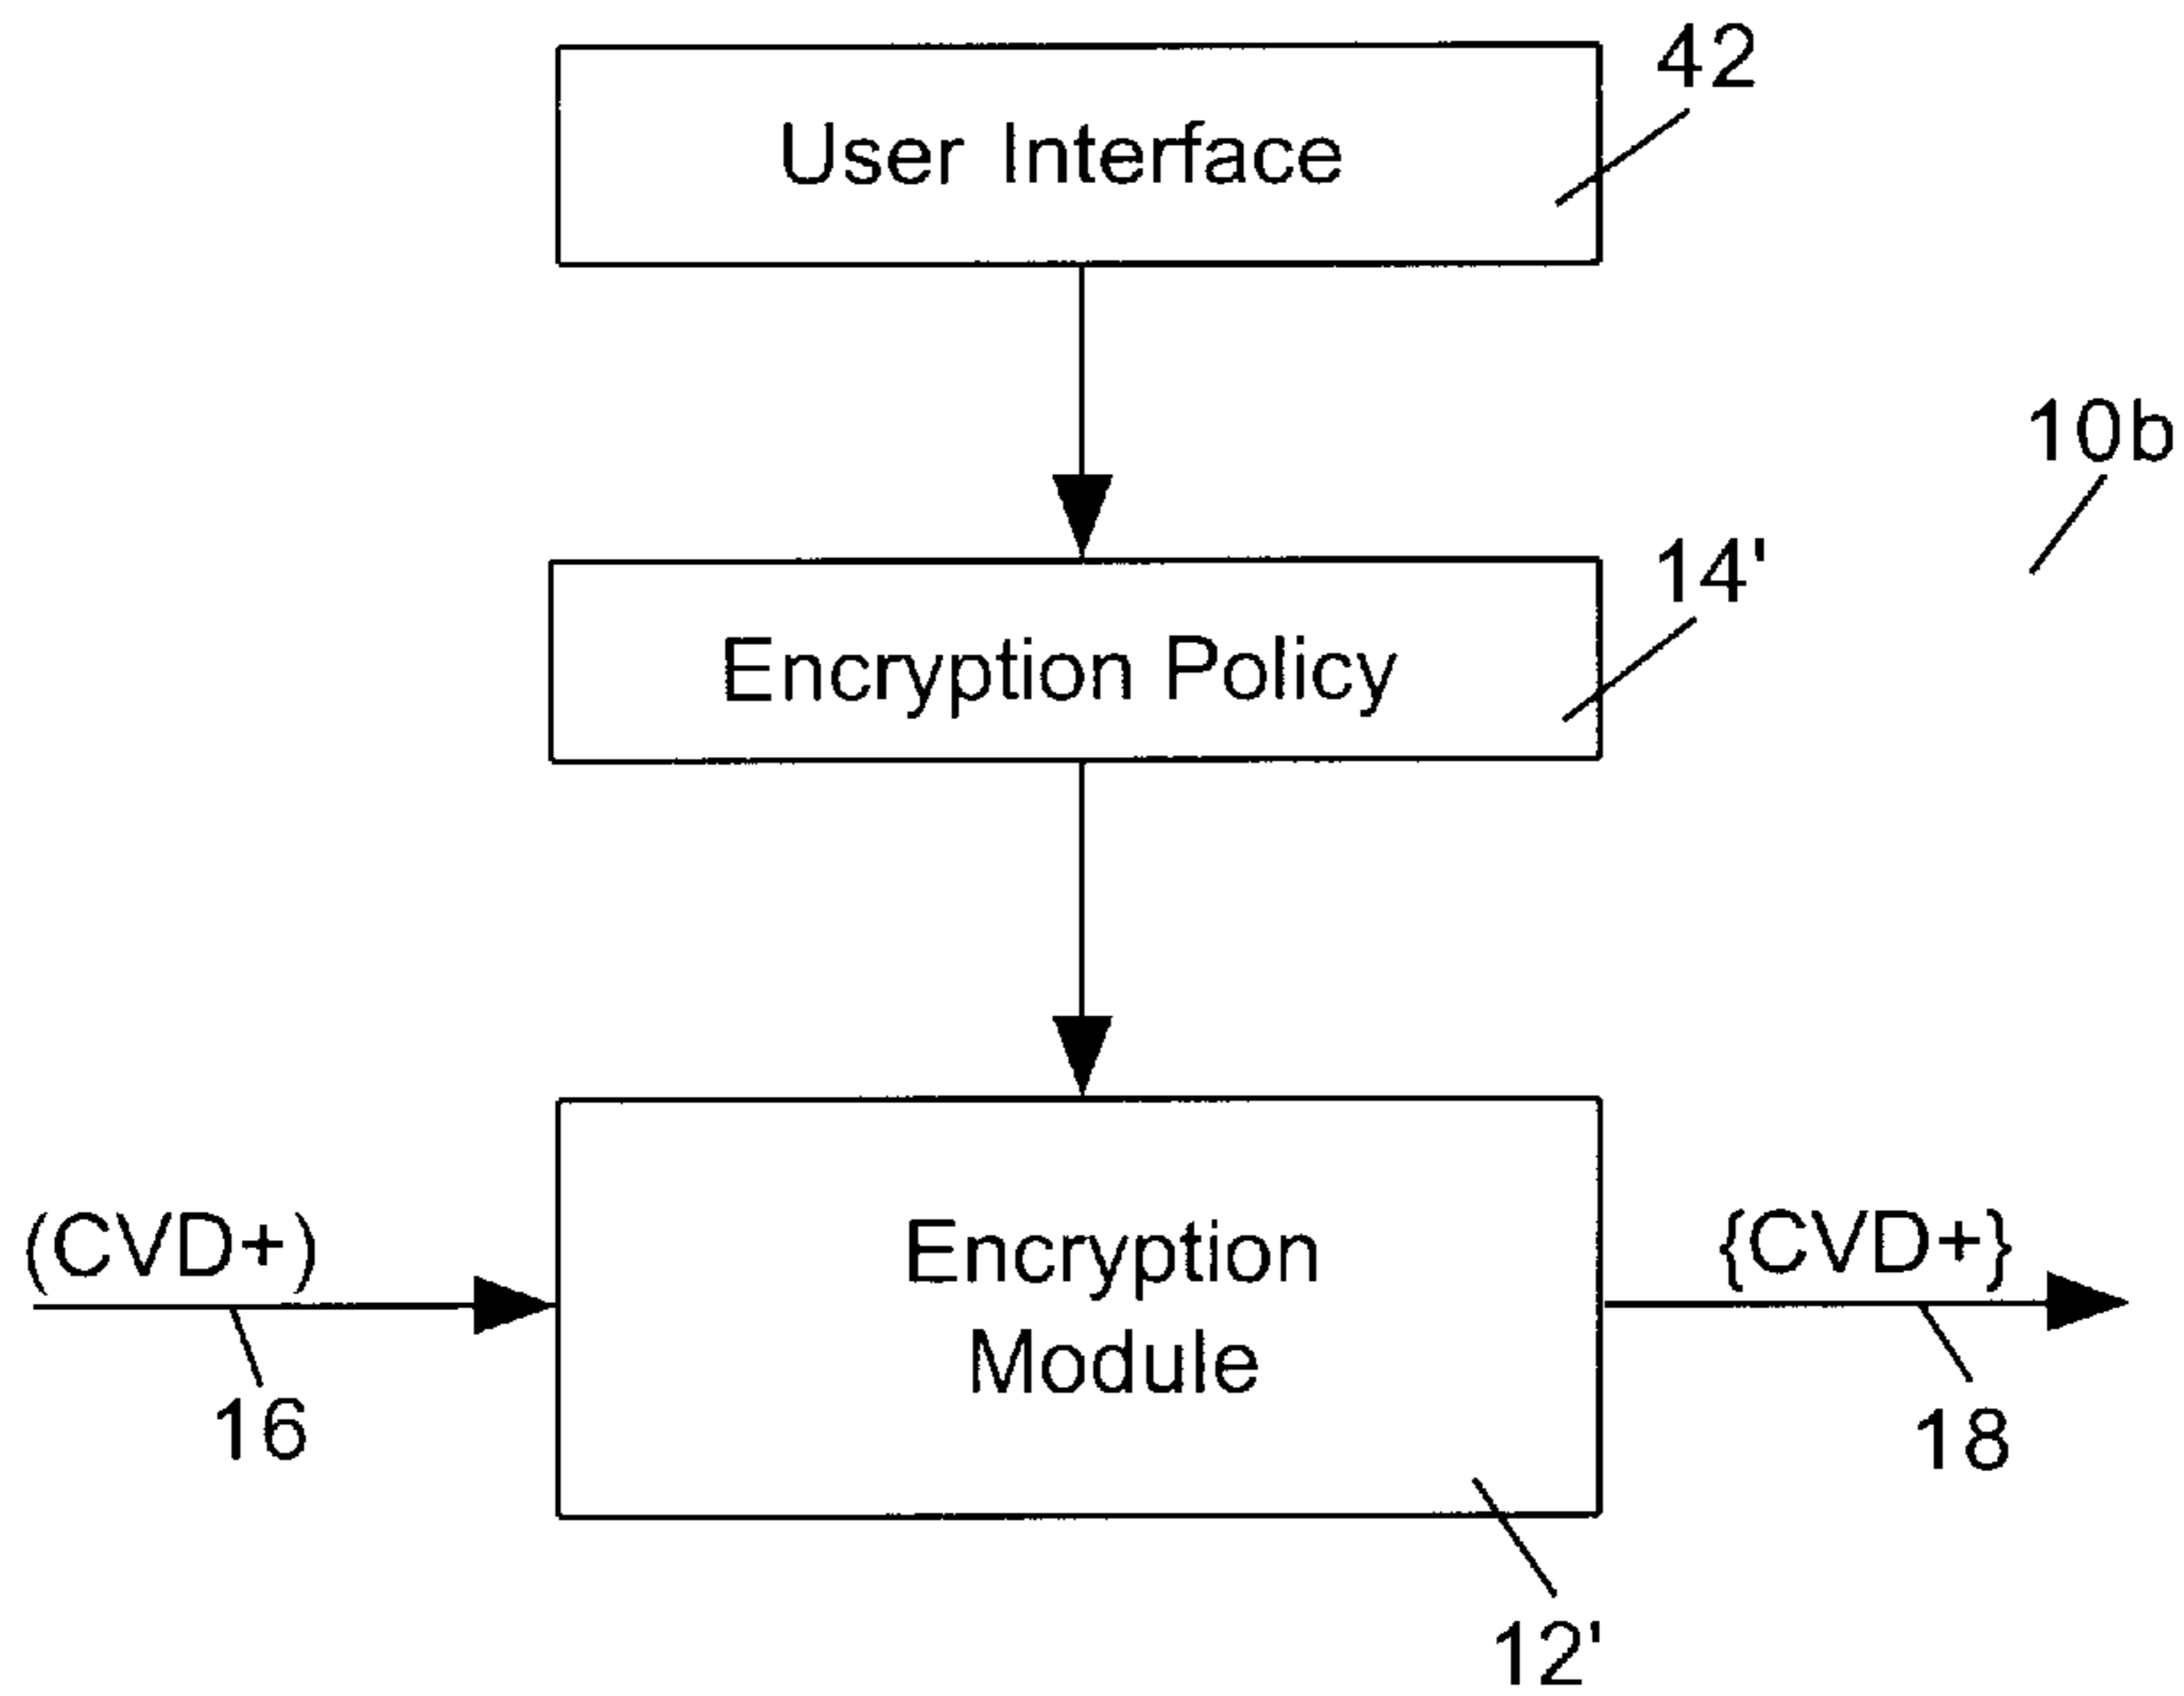 42
User Interface
10b
14'
Encryption Policy
(CVD+)
Encryption
Module
{CVD+}
16
18
12'